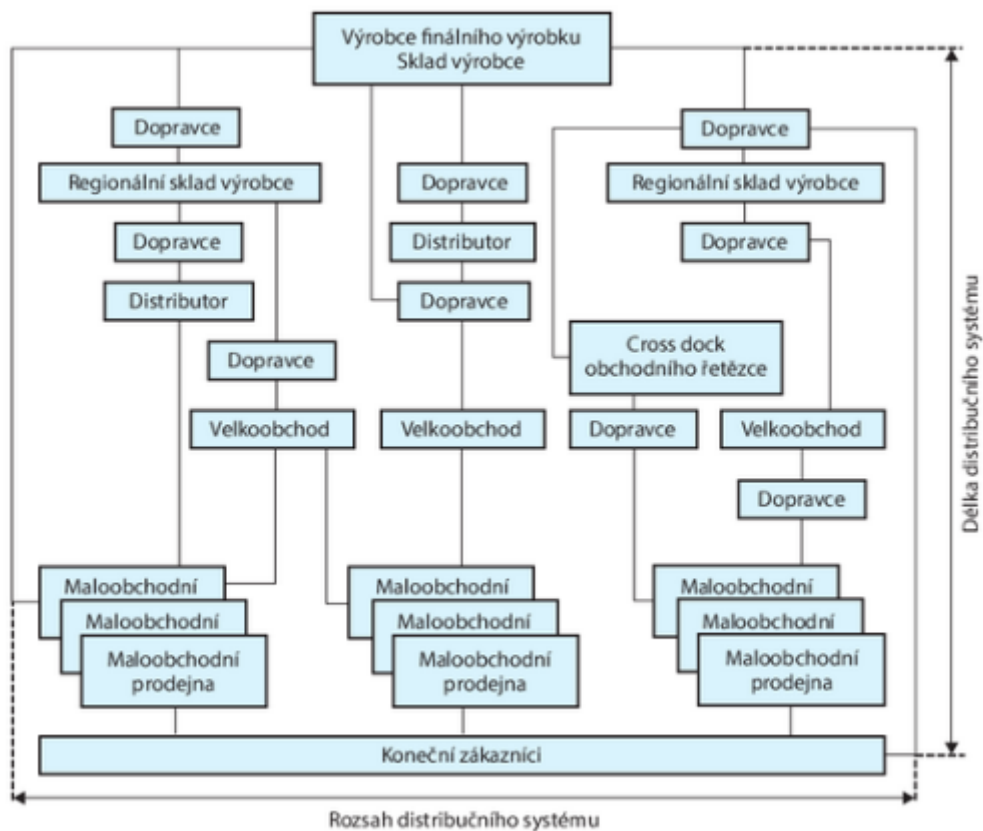 Výrobce finálního výrobku
Sklad výrobce
Dopravce
Dopravce
Regionální sklad výrobce
Dopravce
Regionální sklad výrobce
Dopravce
Distributor
Dopravce
Distributor
Dopravce
Dopravce
Cross dock
obchodního řetězce
Velkoobchod
Velkoobchod
Dopravce
Velkoobchod
Dopravce
Maloobchodní
Maloobchodní
Maloobchodní
prodejna
Maloobchodní
Maloobchodní
Maloobchodní
prodejna
Maloobchodní
Maloobchodní
Maloobchodní
prodejna
Koneční zákazníci
Rozsah distribučního systému
Délka distribučního systému